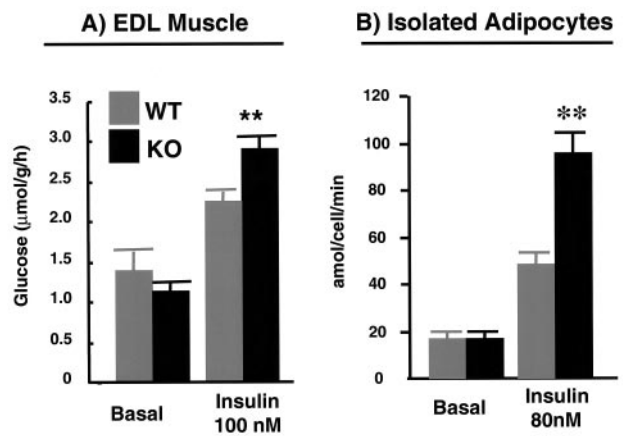 A) EDL Muscle
Glucose (μmol/g/h)
3.5
3.0
2.5
2.0
1.5
1.0
0.5
0
WT
KO
**
Basal
Insulin
100 nM
B) Isolated Adipocytes
amol/cell/min
120
100
80
60
40
20
0
**
Basal
Insulin
80nM